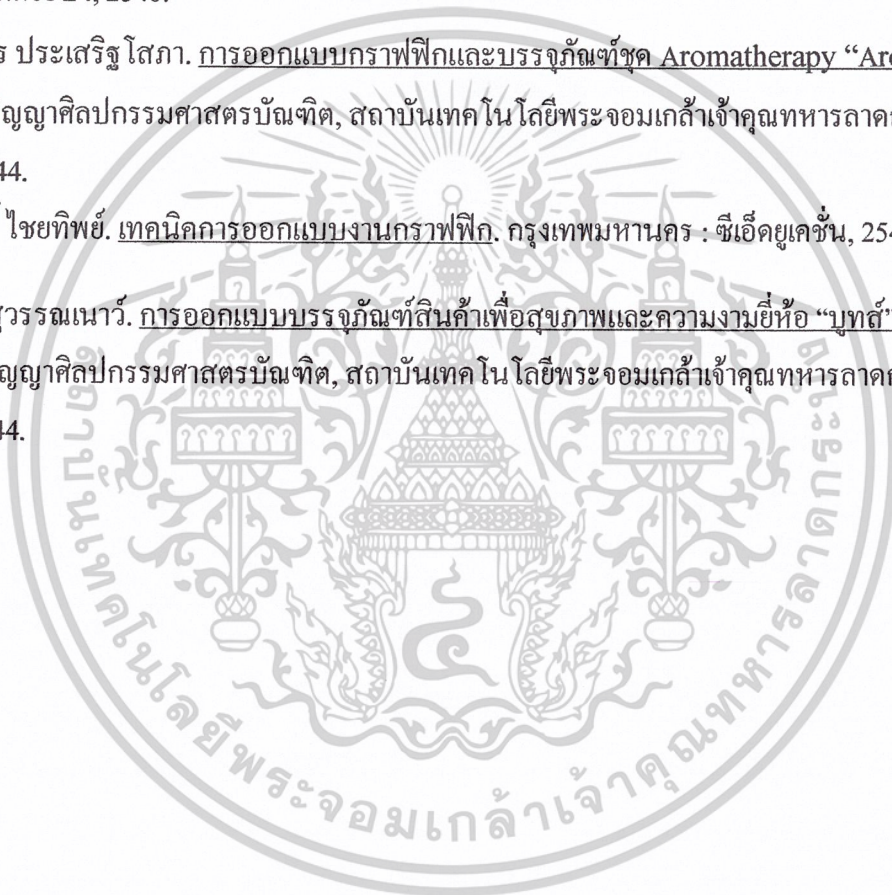 ร ประเสริฐโสภา. การออกแบบกราฟฟิกและบรรจุภัณฑ์ชุด Aromatherapy “Aro
ญญาศิลปกรรมศาสตรบัณฑิต, สถาบันเทคโนโลยีพระจอมเกล้าเจ้าคุณทหารลาดก
44.
ไชยทิพย์. เทคนิคการออกแบบงานกราฟฟิก. กรุงเทพมหานคร : ซีเอ็ดยูเคชั่น, 254
สุวรรณเนาว์. การออกแบบบรรจุภัณฑ์สินค้าเพื่อสุขภาพและความงามยี่ห้อ “บูทส์”
ญญาศิลปกรรมศาสตรบัณฑิต, สถาบันเทคโนโลยีพระจอมเกล้าเจ้าคุณทหารลาดก
44.
สถาบันเทคโนโลยีพระจอมเกล้าเจ้าคุณทหารลาดกระบัง